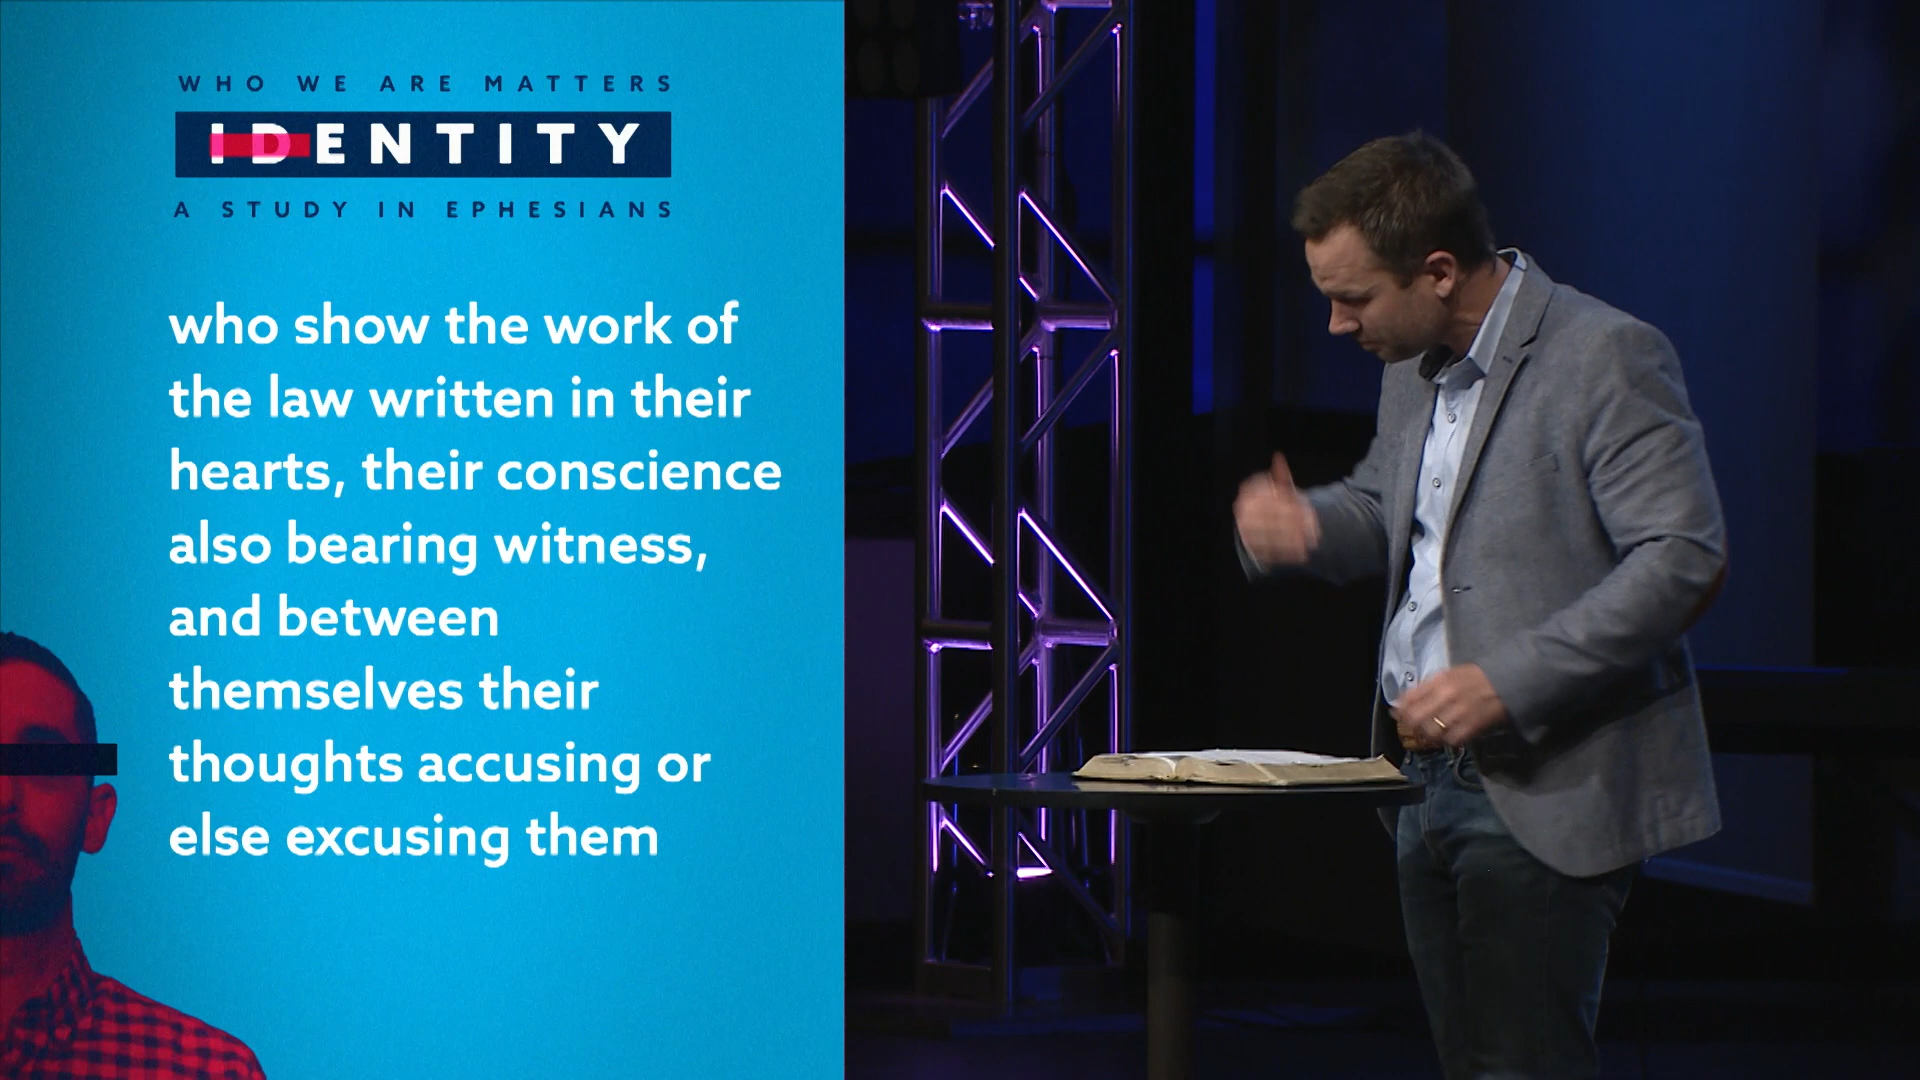 WHO WE ARE MATTERS
IDENTITY
A STUDY IN EPHESIANS
who show the work of
the law written in their
hearts, their conscience
also bearing witness,
and between
themselves their
thoughts accusing or
else excusing them